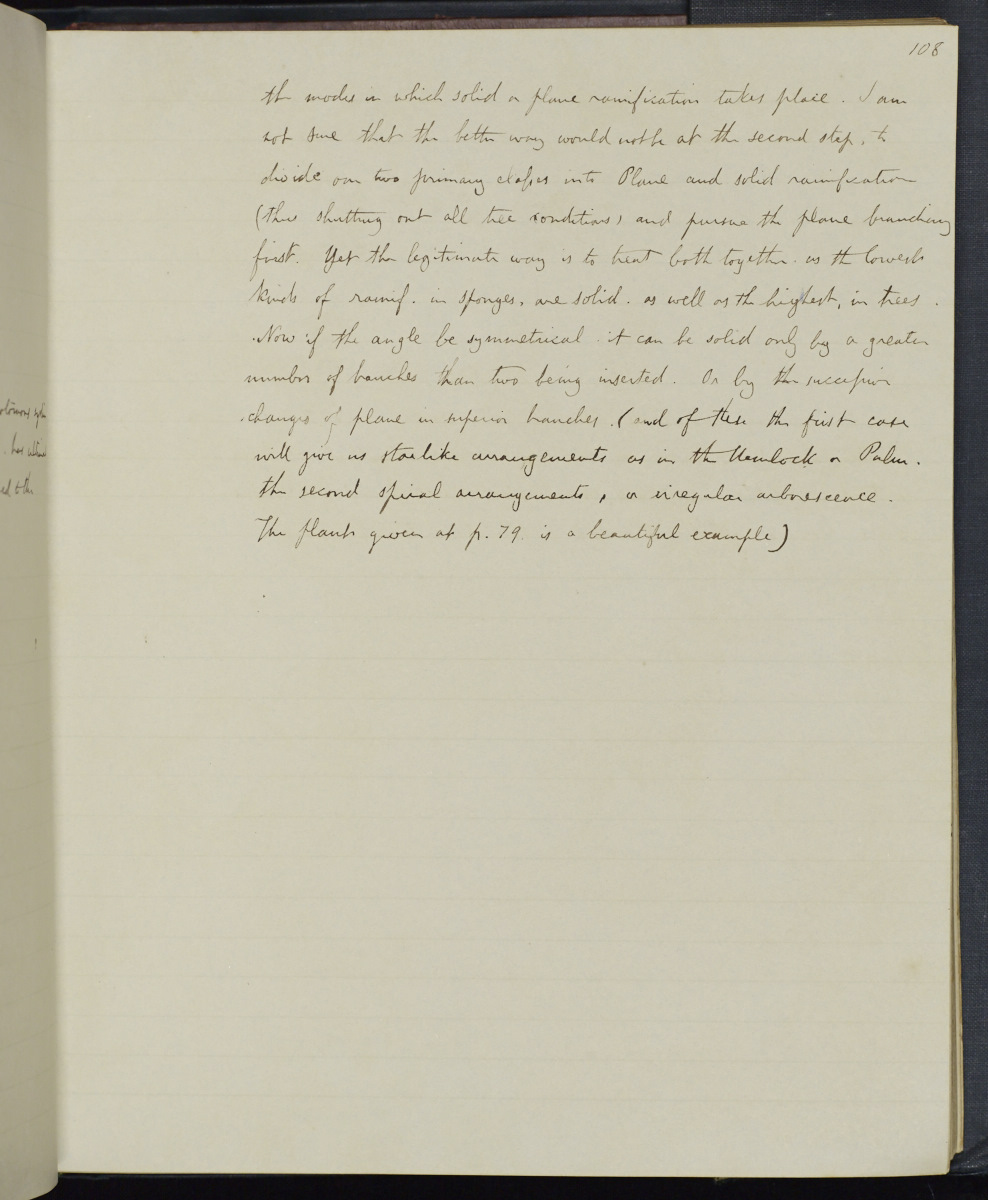 108
the modes in which solid or plane ramification takes place. I am
not sure that the better way would not be at the second step, to
divide our two primary classes into Plane and solid ramification
(thus shutting out all tree conditions) and pursue the plane branching
first. Yet the legitimate way is to treat both together. as the lowest
kinds of ramif. in sponges, are solid. as well as the highest, in trees.
Now if the angle be symmetrical. it can be solid only by a greater
number of branches than two being inserted. Or by the successive
changes of plane in superior branches. (and of these the first case
will give us starlike arrangements as in the Hemlock or Palm.
the second spiral arrangements, or irregular arborescence.
The plant given at p. 79. is a beautiful example)
ed to the